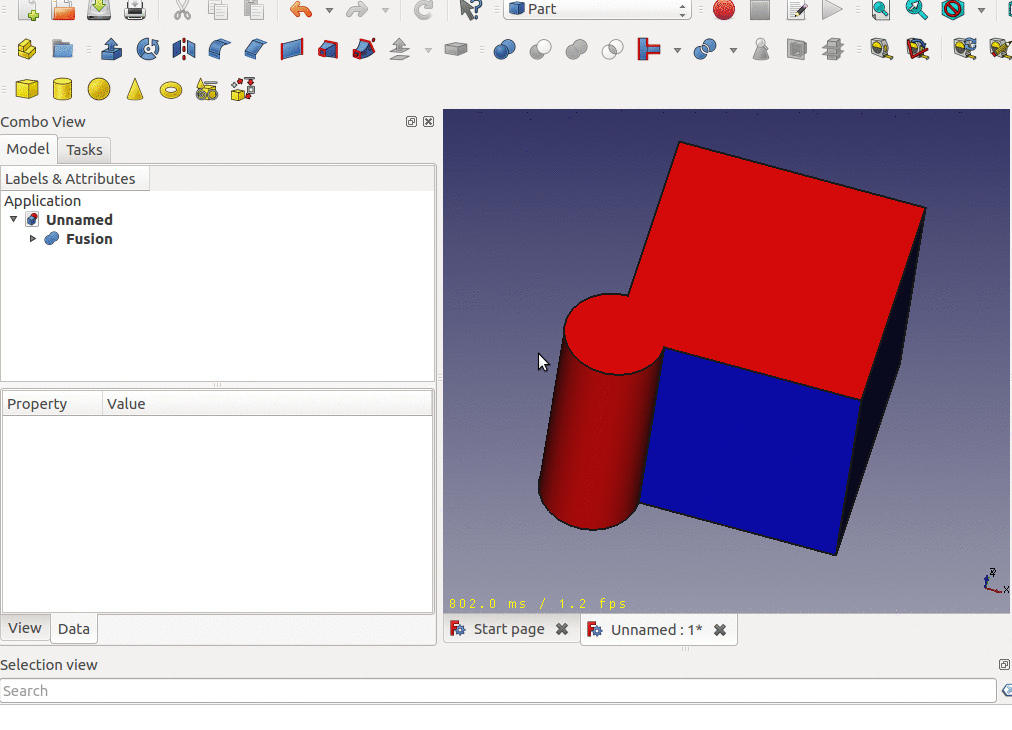 Part
Combo View
Model
Tasks
Labels & Attributes
Application
Unnamed
Fusion
Property
Value
802.0 ms / 1.2 fps
X
View
Data
Start page
Unnamed : 1*
Selection view
Search